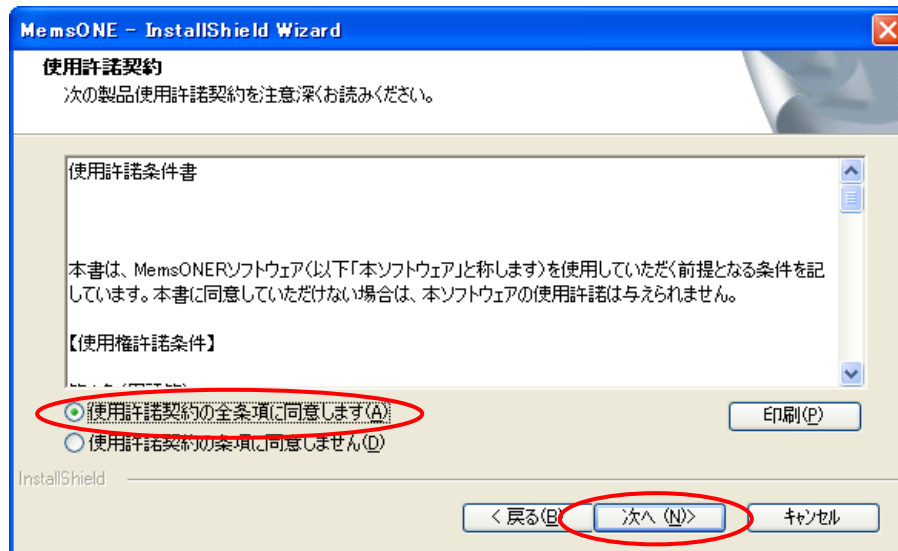 MemsONE - InstallShield Wizard
使用許諾契約
次の製品使用許諾契約を注意深くお読みください。
使用許諾条件書
本書は、MemsONERソフトウェア(以下「本ソフトウェア」と称します)を使用していただく前提となる条件を記
しています。本書に同意していただけない場合は、本ソフトウェアの使用許諾は与えられません。
【使用権許諾条件】
使用許諾契約の全条項に同意します(A)
印刷(P)
使用許諾契約の条項に同意しません(D)
InstallShield
< 戻る(B)
次へ (N)>
キャンセル